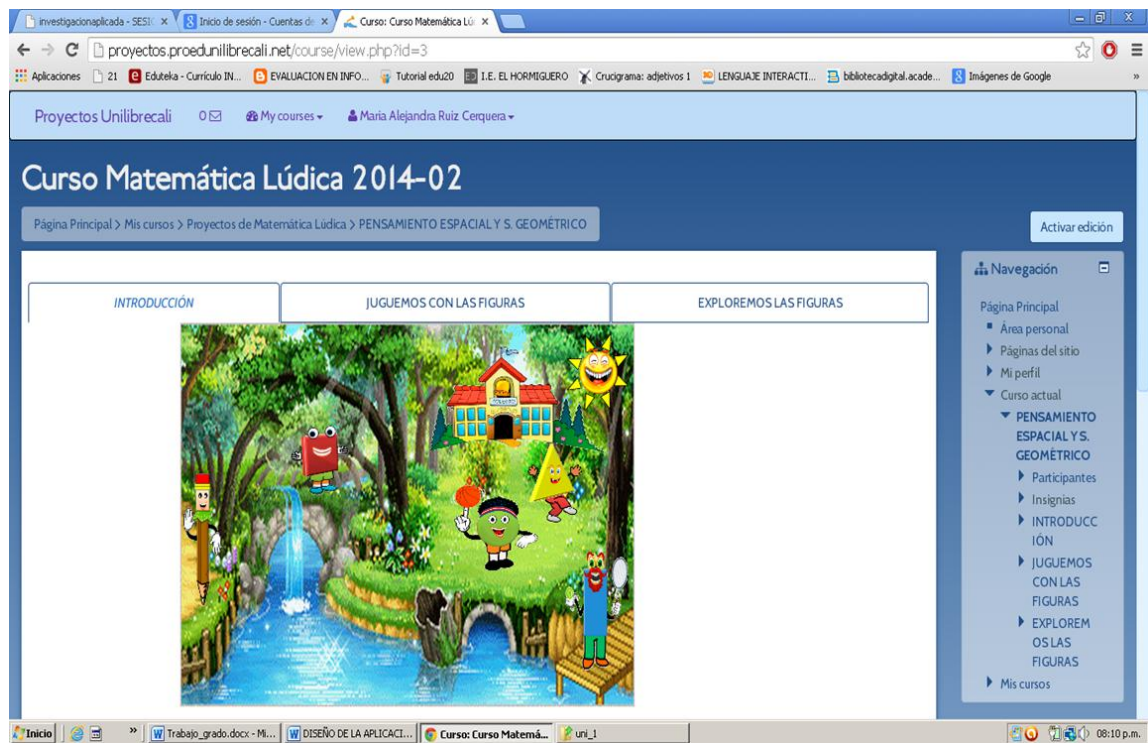 investigacionaplicada - SESIC
Inicio de sesión - Cuentas de
Curso: Curso Matemática Lúc
proyectos.proedunilibrecali.net/course/view.php?id=3
Aplicaciones
21
Eduteka - Currículo IN...
EVALUACION EN INFO...
Tutorial edu20
I.E. EL HORMIGUERO
Crucigrama: adjetivos 1
LENGUAJE INTERACTI...
bibliotecadigital.acade...
Imágenes de Google
»
Proyectos Unilibrecali
0
My courses
Maria Alejandra Ruiz Cerquera
Curso Matemática Lúdica 2014-02
Página Principal > Mis cursos > Proyectos de Matemática Lúdica > PENSAMIENTO ESPACIAL Y S. GEOMÉTRICO
Activar edición
INTRODUCCIÓN
JUGUEMOS CON LAS FIGURAS
EXPLOREMOS LAS FIGURAS
Navegación
Página Principal
Área personal
Páginas del sitio
Mi perfil
Curso actual
PENSAMIENTO
ESPACIAL Y S.
GEOMÉTRICO
Participantes
Insignias
INTRODUCC
IÓN
JUGUEMOS
CON LAS
FIGURAS
EXPLOREM
OS LAS
FIGURAS
Mis cursos
Inicio
»
Trabajo_grado.docx - Mi...
DISEÑO DE LA APLICACI...
Curso: Curso Matemá...
uni_1
08:10 p.m.